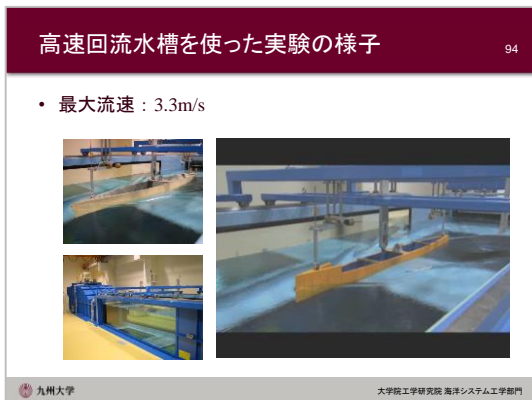 高速回流水槽を使った実験の様子
94
• 最大流速：3.3m/s
九州大学
大学院工学研究院 海洋システム工学部門